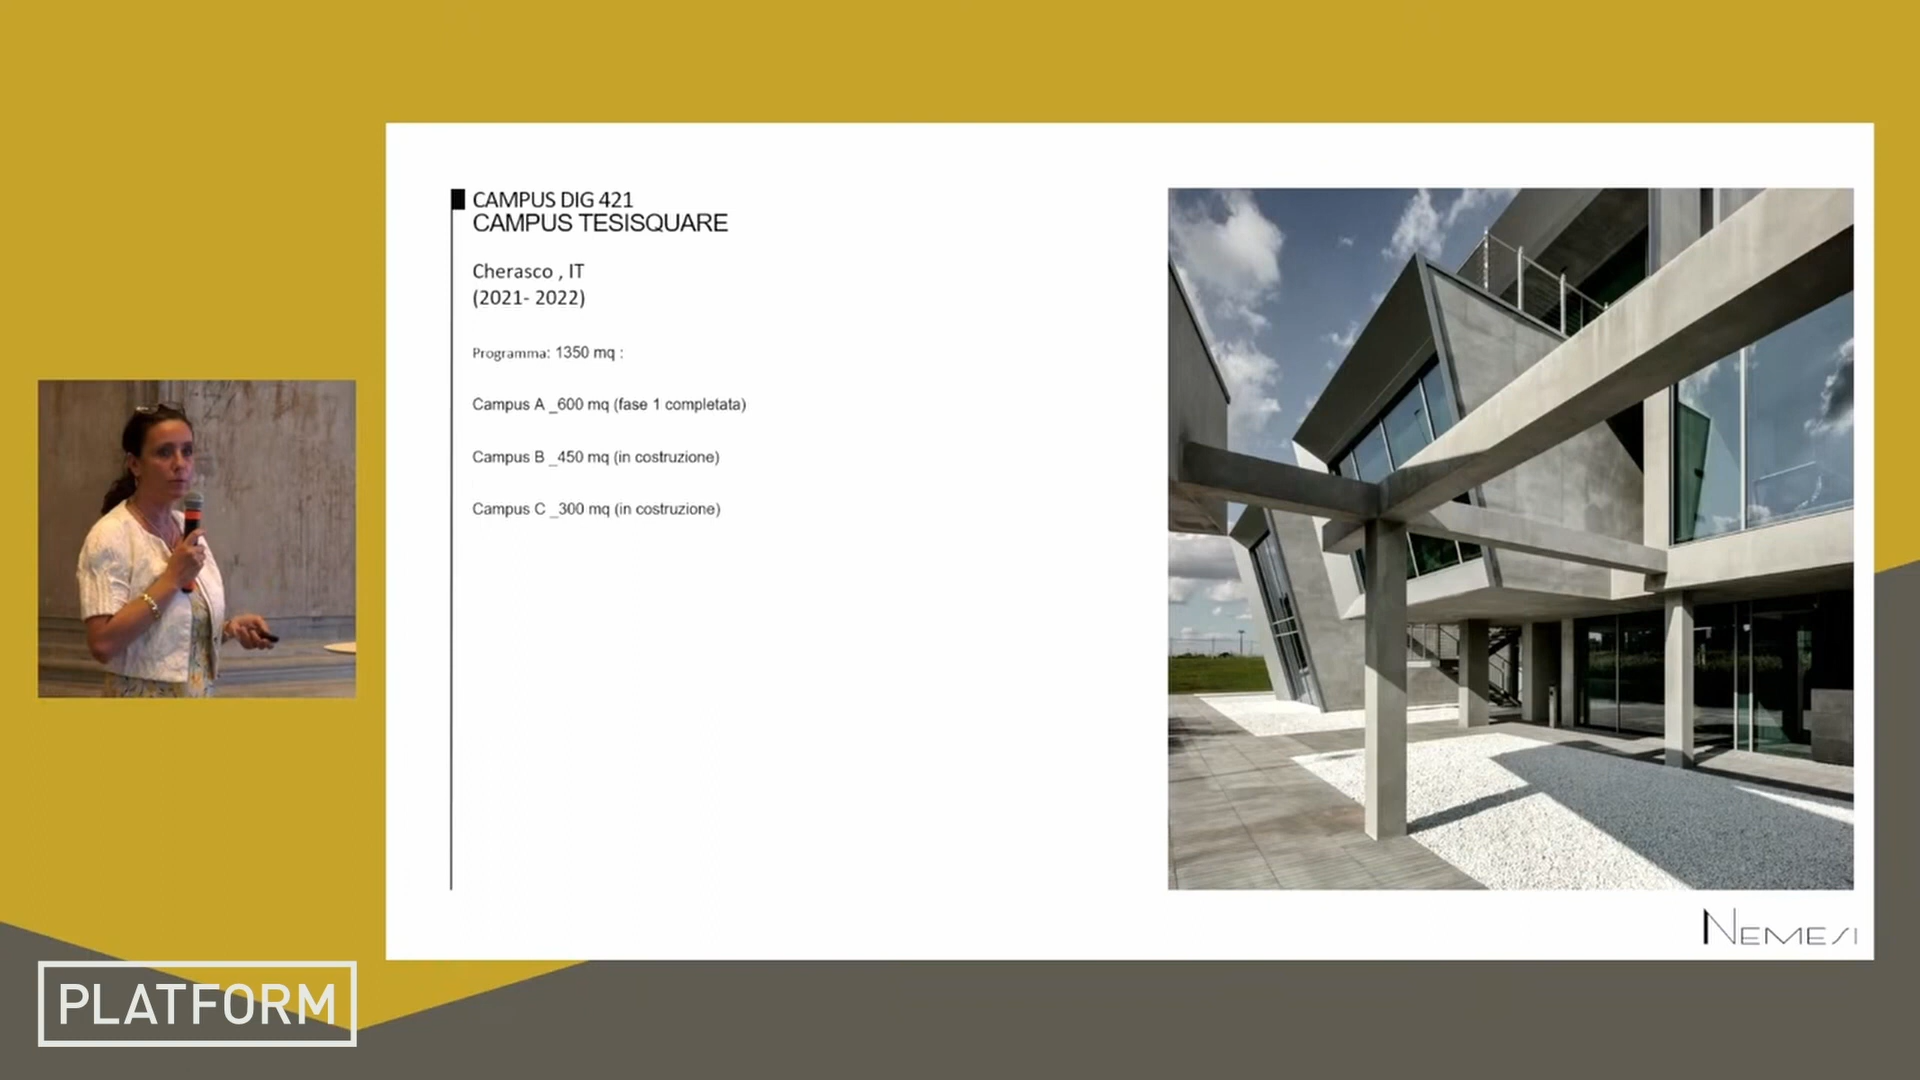 CAMPUS DIG 421
CAMPUS TESISQUARE
Cherasco , IT
(2021- 2022)
Programma: 1350 mq :
Campus A _600 mq (fase 1 completata)
Campus B _450 mq (in costruzione)
Campus C _300 mq (in costruzione)
NEMESI
PLATFORM